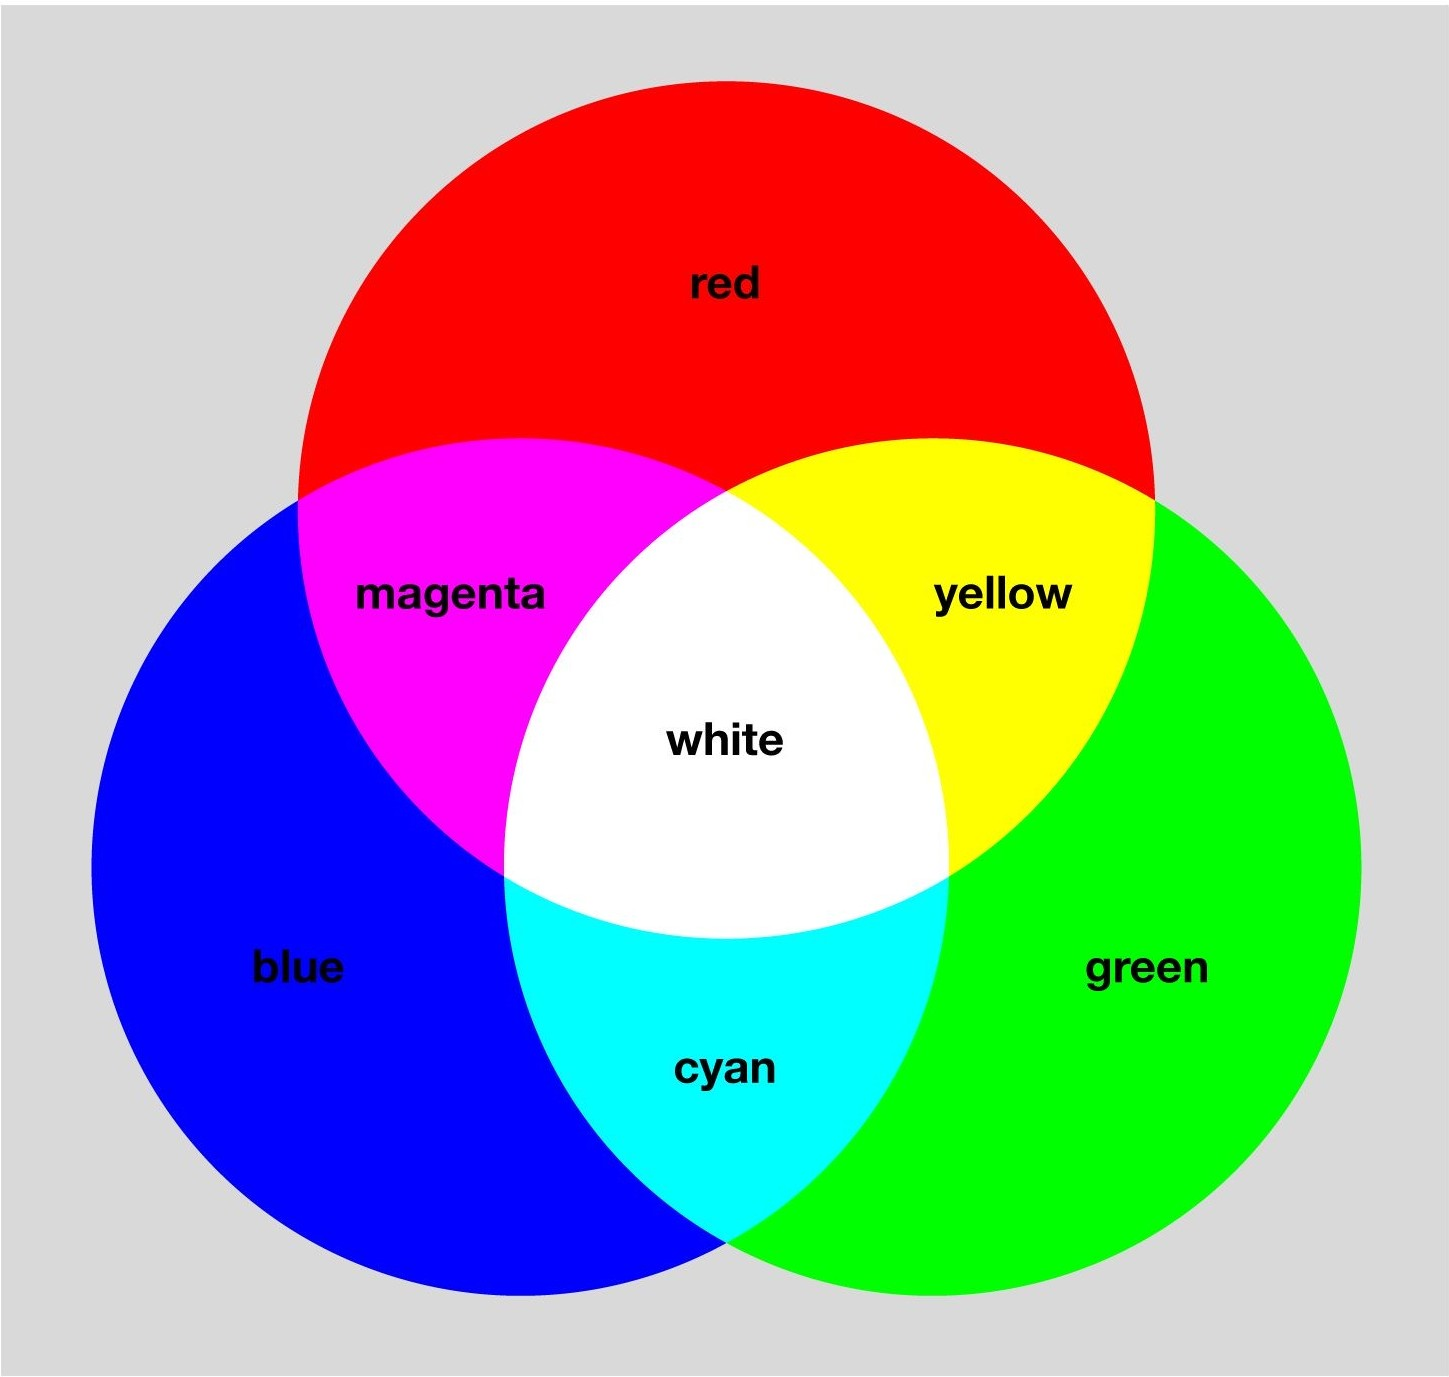 red
magenta
yellow
white
blue
green
cyan